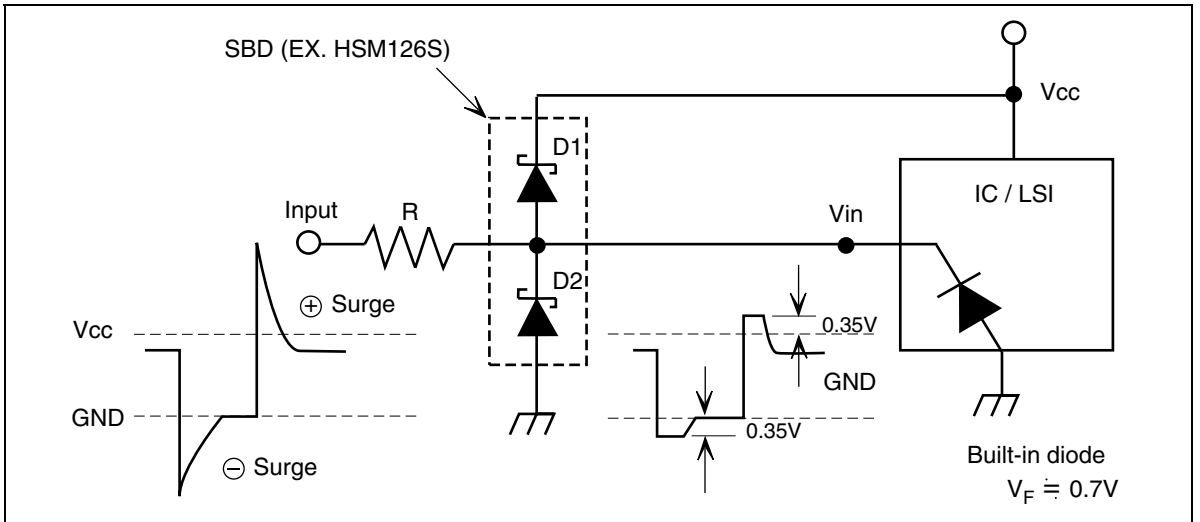 SBD (EX. HSM126S)
Vcc
D1
IC / LSI
Input
R
Vin
D2
⊕ Surge
Vcc
0.35V
GND
GND
0.35V
⊖ Surge
Built-in diode
VF ≒ 0.7V